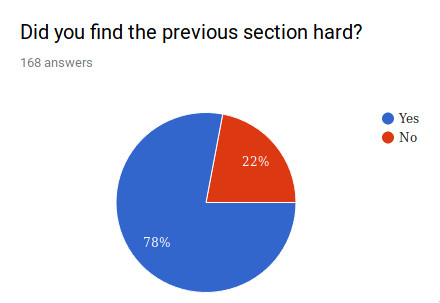 Did you find the previous section hard?
168 answers
Yes
No
22%
78%